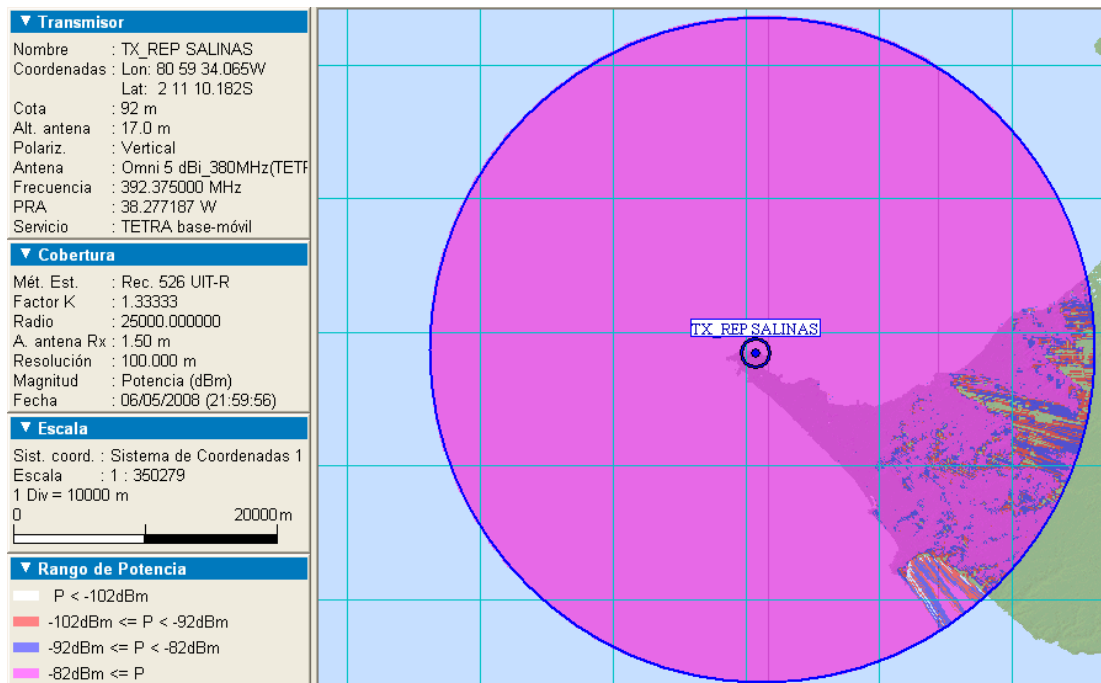 ▼ Transmisor
Nombre : TX_REP SALINAS
Coordenadas : Lon: 80 59 34.065W
Lat: 2 11 10.182S
Cota : 92 m
Alt. antena : 17.0 m
Polariz. : Vertical
Antena : Omni 5 dBi_380MHz(TETF
Frecuencia : 392.375000 MHz
PRA : 38.277187 W
Servicio : TETRA base-móvil
▼ Cobertura
Mét. Est. : Rec. 526 UIT-R
Factor K : 1.33333
Radio : 25000.000000
A. antena Rx : 1.50 m
Resolución : 100.000 m
Magnitud : Potencia (dBm)
Fecha : 06/05/2008 (21:59:56)
▼ Escala
Sist. coord. : Sistema de Coordenadas 1
Escala : 1 : 350279
1 Div = 10000 m
0 20000m
▼ Rango de Potencia
P < -102dBm
-102dBm <= P < -92dBm
-92dBm <= P < -82dBm
-82dBm <= P
TX_REP SALINAS